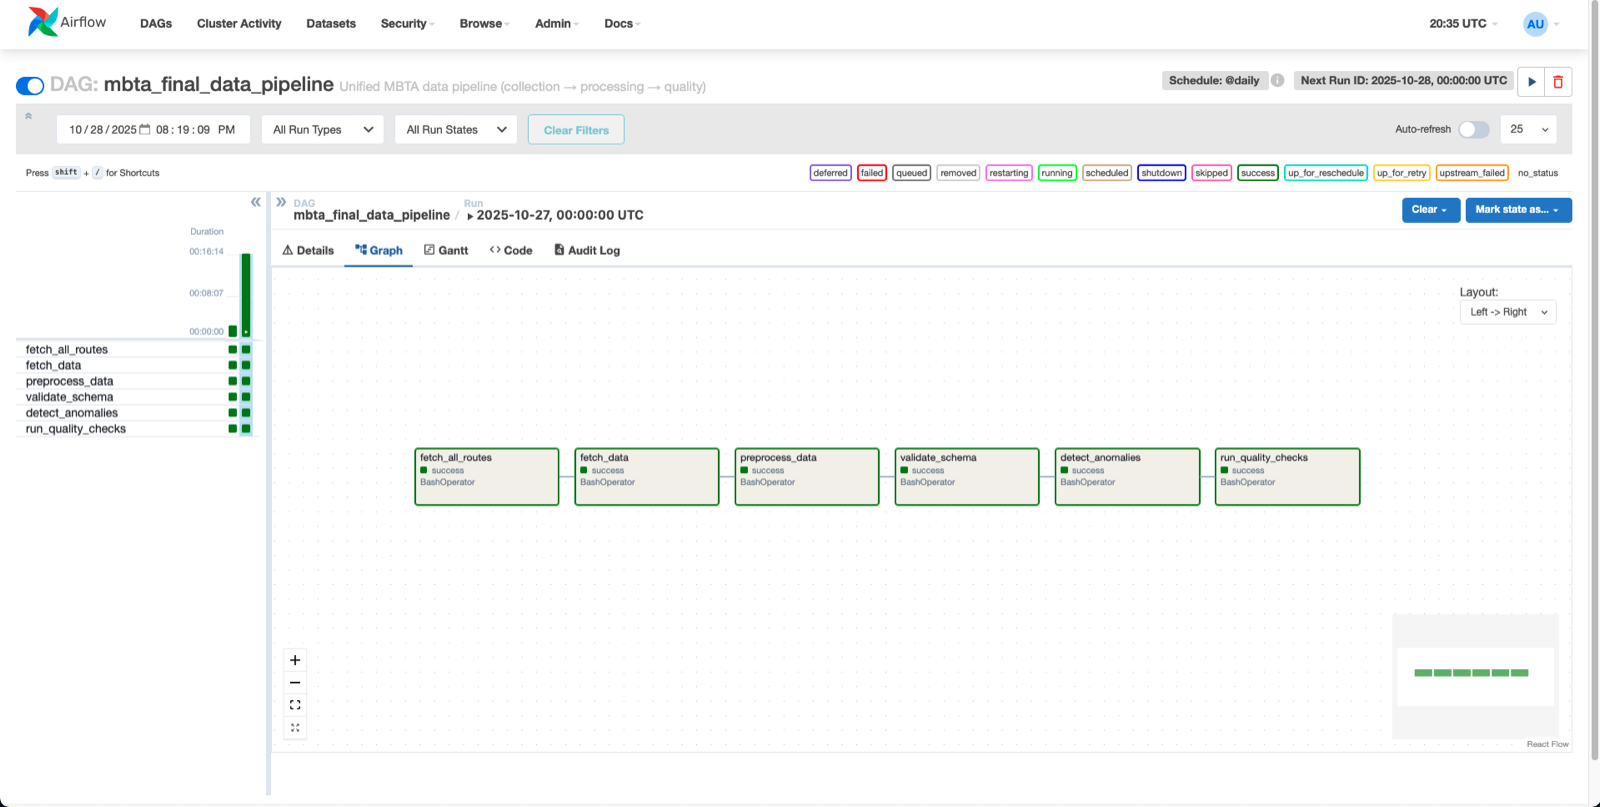 Airflow
DAGs
Cluster Activity
Datasets
Security
Browse
Admin
Docs
20:35 UTC
AU
DAG: mbta_final_data_pipeline Unified MBTA data pipeline (collection → processing → quality)
Schedule: @daily
Next Run ID: 2025-10-28, 00:00:00 UTC
10/28/2025 08:19:09 PM
All Run Types
All Run States
Clear Filters
Auto-refresh
25
Press shift + / for Shortcuts
deferred
failed
queued
removed
restarting
running
scheduled
shutdown
skipped
success
up_for_reschedule
up_for_retry
upstream_failed
no_status
Duration
00:16:14
00:08:07
00:00:00
fetch_all_routes
fetch_data
preprocess_data
validate_schema
detect_anomalies
run_quality_checks
DAG
mbta_final_data_pipeline /
Run
2025-10-27, 00:00:00 UTC
Clear
Mark state as...
Details
Graph
Gantt
Code
Audit Log
Layout:
Left -> Right
fetch_all_routes
success
BashOperator
fetch_data
success
BashOperator
preprocess_data
success
BashOperator
validate_schema
success
BashOperator
detect_anomalies
success
BashOperator
run_quality_checks
success
BashOperator
React Flow